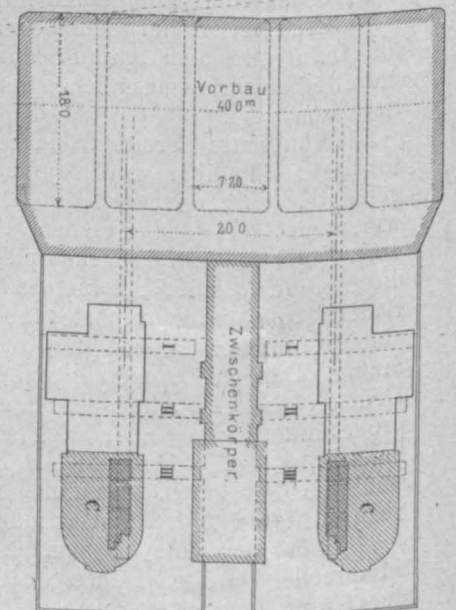 Vorbau
40.0 m
18.0
7.20
20.0
Zwischenkörper.
I
I
II
II
III
III
C
C